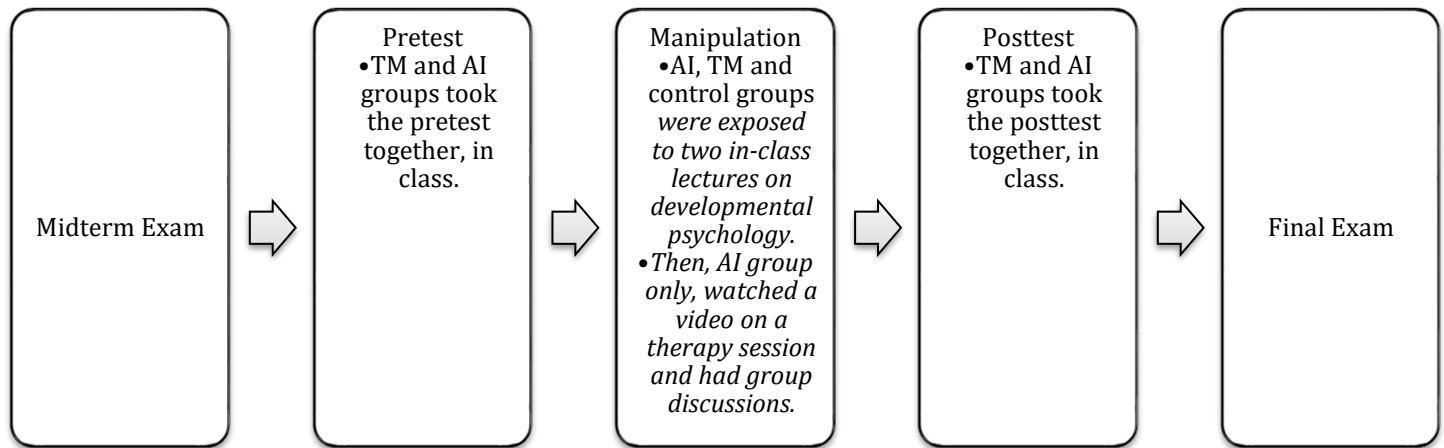 Midterm Exam
Pretest
•TM and AI
groups took
the pretest
together, in
class.
Manipulation
•AI, TM and
control groups
were exposed
to two in-class
lectures on
developmental
psychology.
•Then, AI group
only, watched a
video on a
therapy session
and had group
discussions.
Posttest
•TM and AI
groups took
the posttest
together, in
class.
Final Exam